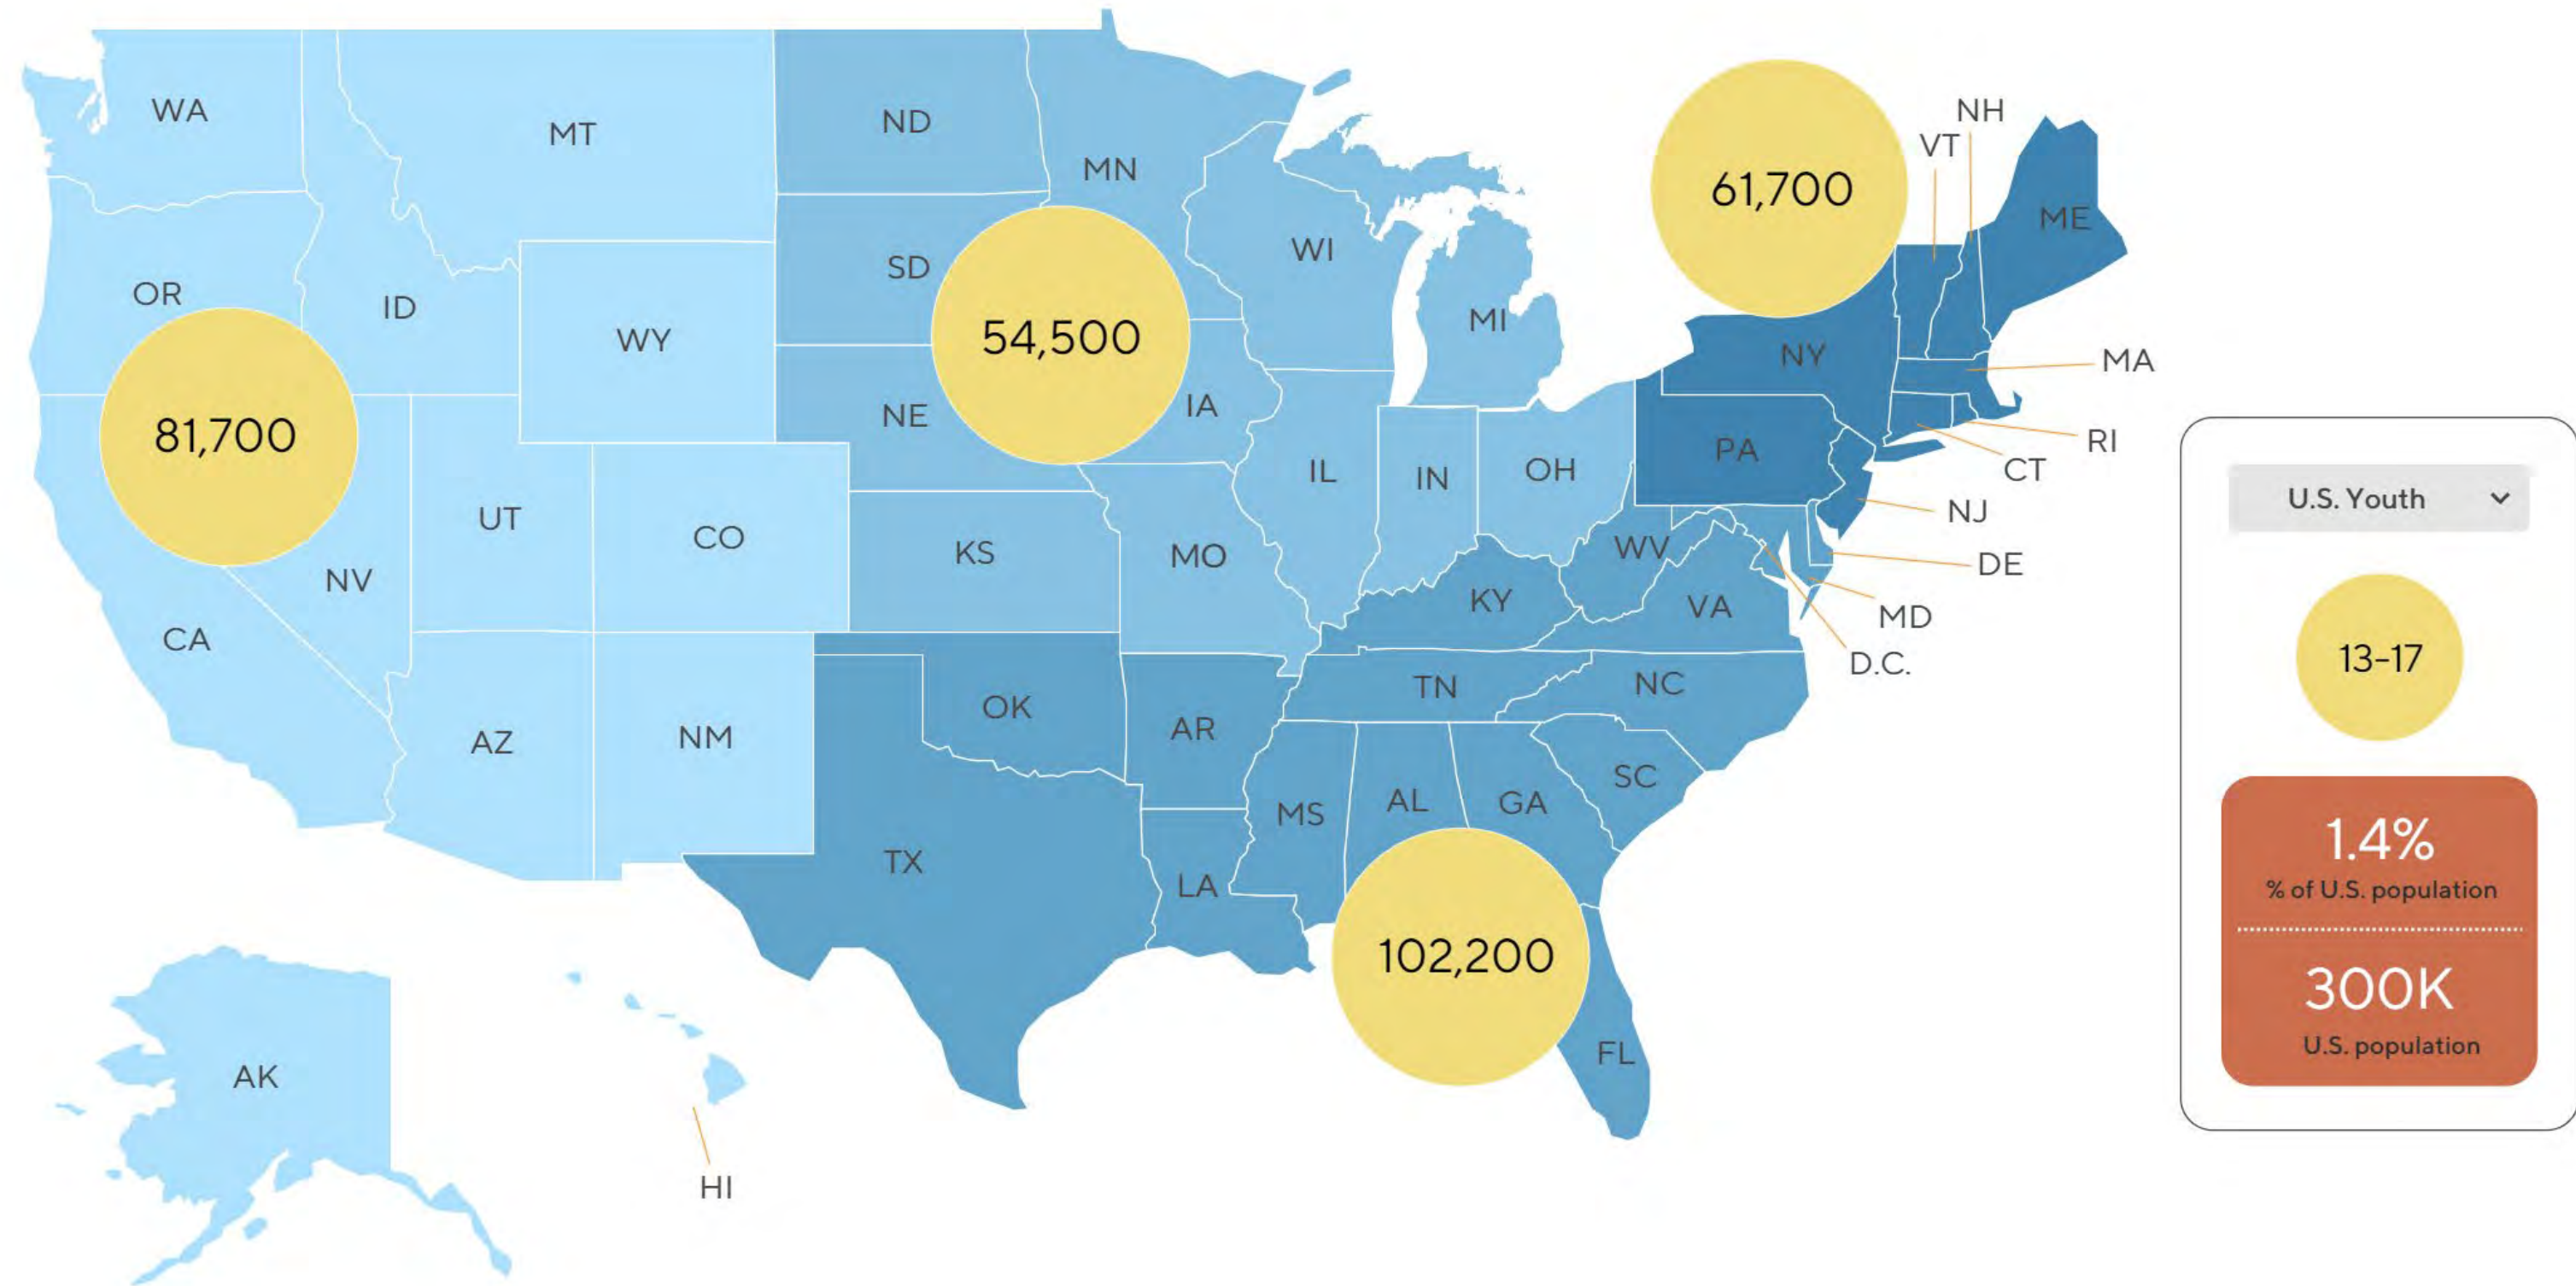 NH
WA
VT
ND
MT
MN
61,700
ME
WI
SD
OR
ID
MI
54,500
WY
NY
MA
IA
NE
81,700
PA
RI
IL
IN
OH
CT
UT
NJ
CO
WV
KS
MO
DE
NV
KY
VA
MD
CA
D.C.
TN
NC
OK
AR
NM
AZ
SC
AL
GA
MS
TX
LA
102,200
FL
AK
HI
U.S. Youth
13-17
1.4%
% of U.S. population
300K
U.S. population